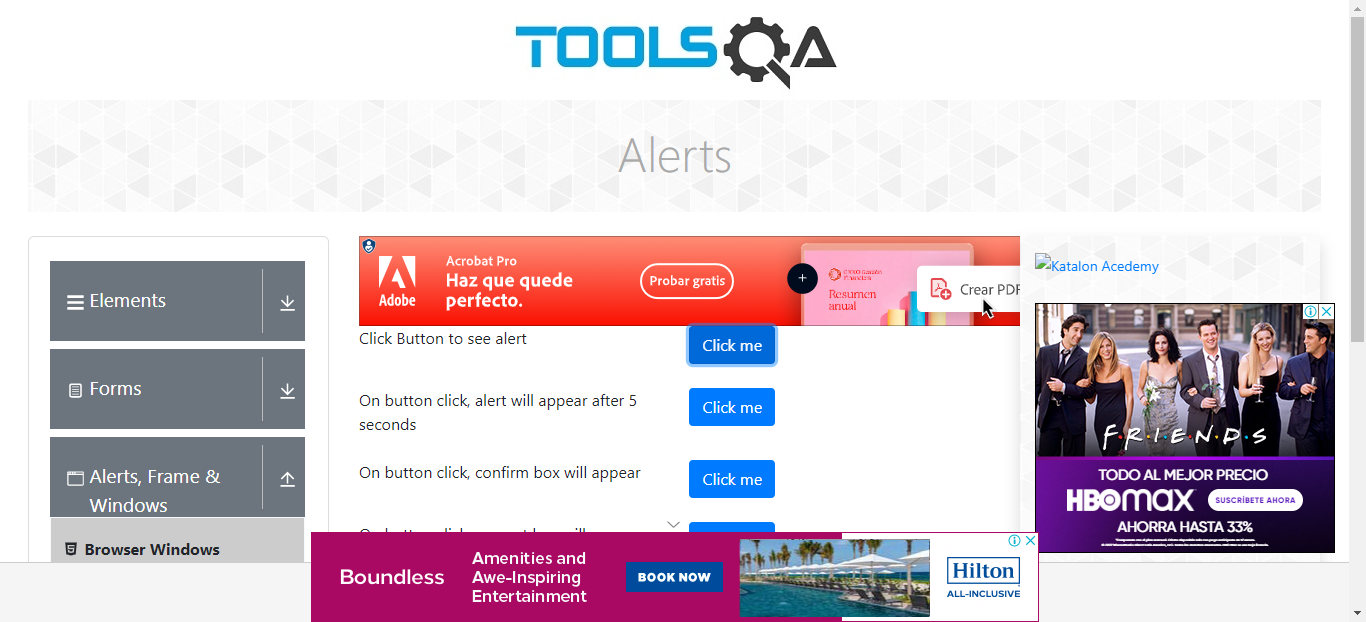 TOOLSQA
Alerts
Elements
Forms
Alerts, Frame &
Windows
Browser Windows
Adobe
Acrobat Pro
Haz que quede
perfecto.
Probar gratis
+
Resumen
anual
Crear PDF
Click Button to see alert
Click me
On button click, alert will appear after 5
seconds
Click me
On button click, confirm box will appear
Click me
Katalon Acedemy
F·R·I·E·N·D·S
TODO AL MEJOR PRECIO
HBOMAX
SUSCRÍBETE AHORA
AHORRA HASTA 33%
Boundless
Amenities and
Awe-Inspiring
Entertainment
BOOK NOW
Hilton
ALL-INCLUSIVE